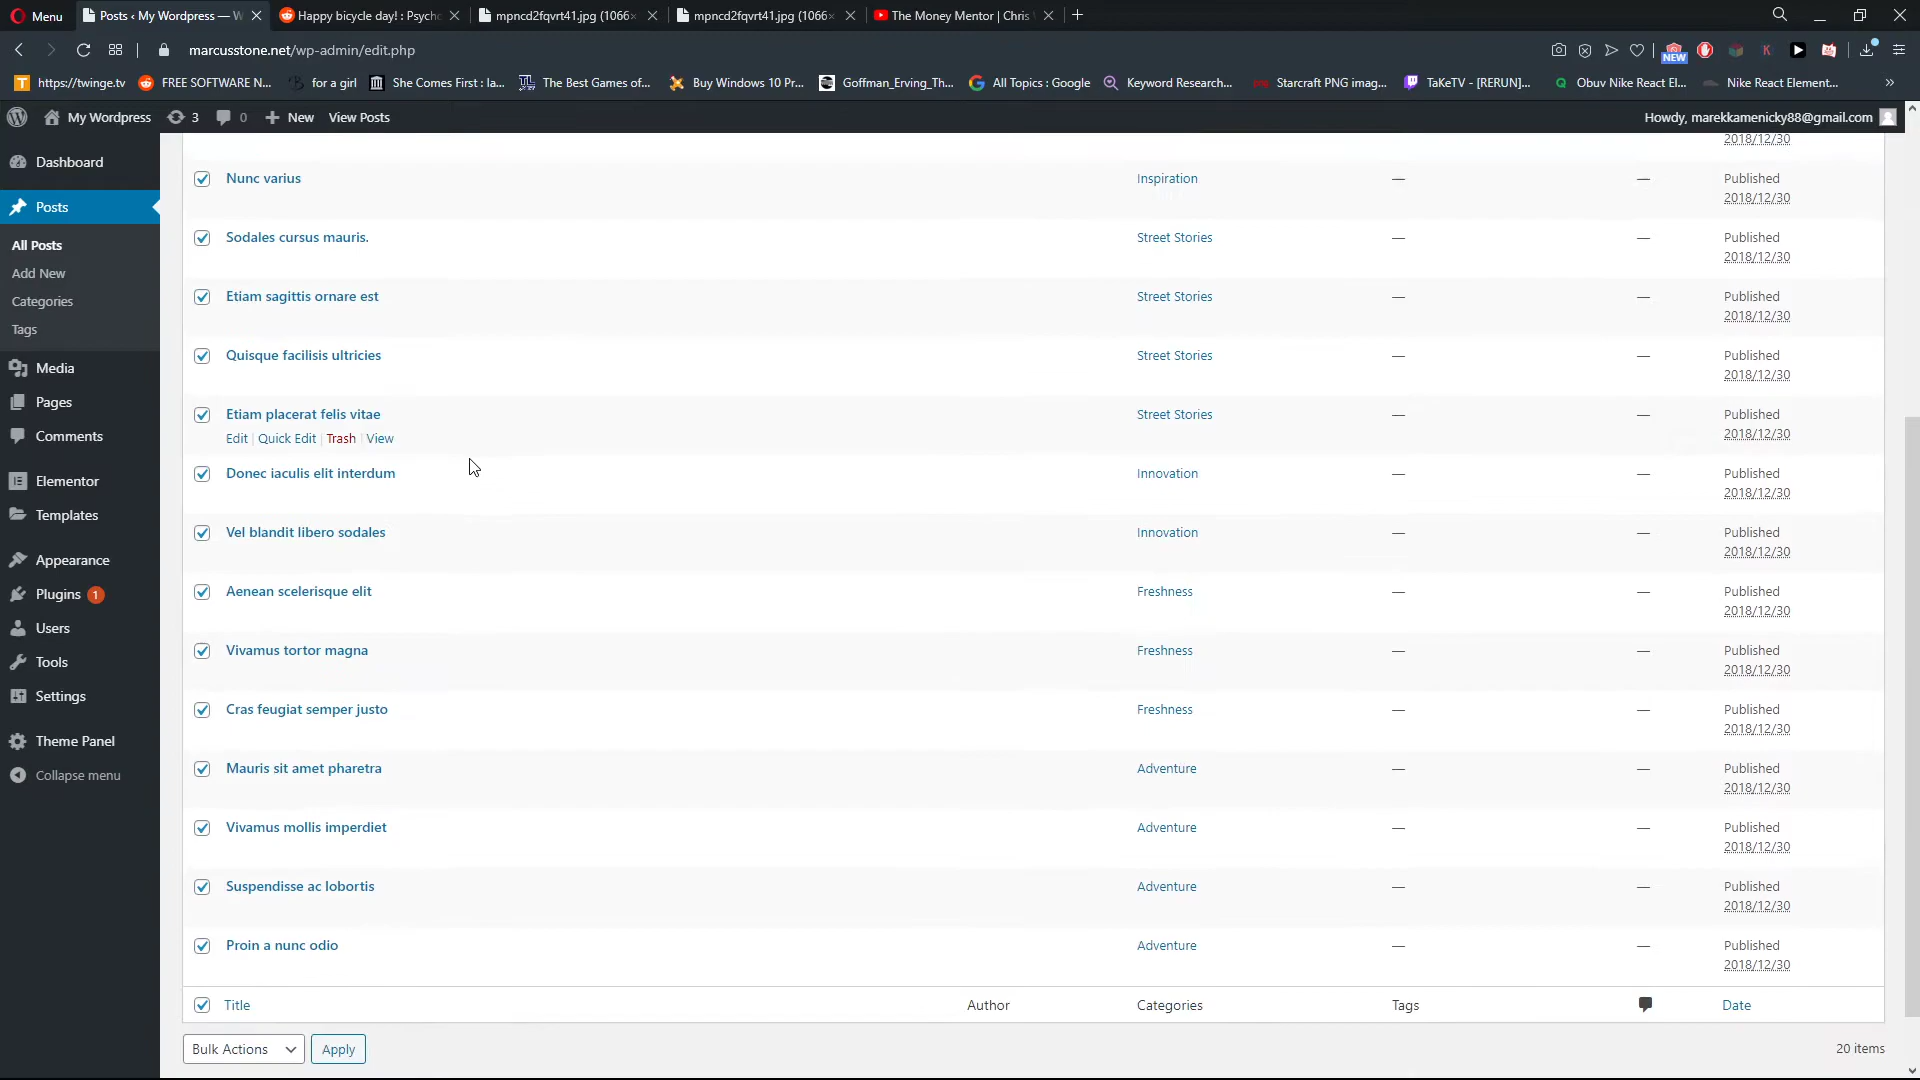 Menu
Posts ‹ My Wordpress — W
Happy bicycle day! : Psych
mpncd2fqvrt41.jpg (1066×
mpncd2fqvrt41.jpg (1066×
The Money Mentor | Chris
marcusstone.net/wp-admin/edit.php
NEW
https://twinge.tv
FREE SOFTWARE N...
for a girl
She Comes First : la...
The Best Games of...
Buy Windows 10 Pr...
Goffman_Erving_Th...
All Topics : Google
Keyword Research...
Starcraft PNG imag...
TaKeTV - [RERUN]...
Obuv Nike React El...
Nike React Element...
»
My Wordpress
3
0
New
View Posts
Howdy, marekkamenicky88@gmail.com
Dashboard
Posts
All Posts
Add New
Categories
Tags
Media
Pages
Comments
Elementor
Templates
Appearance
Plugins 1
Users
Tools
Settings
Theme Panel
Collapse menu
2018/12/30
Nunc varius
Inspiration
—
—
Published
2018/12/30
Sodales cursus mauris.
Street Stories
—
—
Published
2018/12/30
Etiam sagittis ornare est
Street Stories
—
—
Published
2018/12/30
Quisque facilisis ultricies
Street Stories
—
—
Published
2018/12/30
Etiam placerat felis vitae
Street Stories
—
—
Published
2018/12/30
Edit | Quick Edit | Trash | View
Donec iaculis elit interdum
Innovation
—
—
Published
2018/12/30
Vel blandit libero sodales
Innovation
—
—
Published
2018/12/30
Aenean scelerisque elit
Freshness
—
—
Published
2018/12/30
Vivamus tortor magna
Freshness
—
—
Published
2018/12/30
Cras feugiat semper justo
Freshness
—
—
Published
2018/12/30
Mauris sit amet pharetra
Adventure
—
—
Published
2018/12/30
Vivamus mollis imperdiet
Adventure
—
—
Published
2018/12/30
Suspendisse ac lobortis
Adventure
—
—
Published
2018/12/30
Proin a nunc odio
Adventure
—
—
Published
2018/12/30
Title
Author
Categories
Tags
Date
Bulk Actions
Apply
20 items